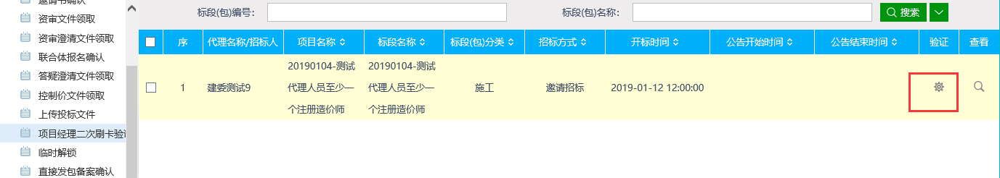 邀请书确认
资审文件领取
资审澄清文件领取
联合体报名确认
答疑澄清文件领取
控制价文件领取
上传投标文件
项目经理二次刷卡验
临时解锁
直接发包备案确认
标段(包)编号：
标段(包)名称：
搜索
序 代理名称/招标人 项目名称 标段名称 标段(包)分类 招标方式 开标时间 公告开始时间 公告结束时间 验证 查看
1 建委测试9 20190104-测试 20190104-测试 施工 邀请招标 2019-01-12 12:00:00
代理人员至少一 代理人员至少一
个注册造价师 个注册造价师